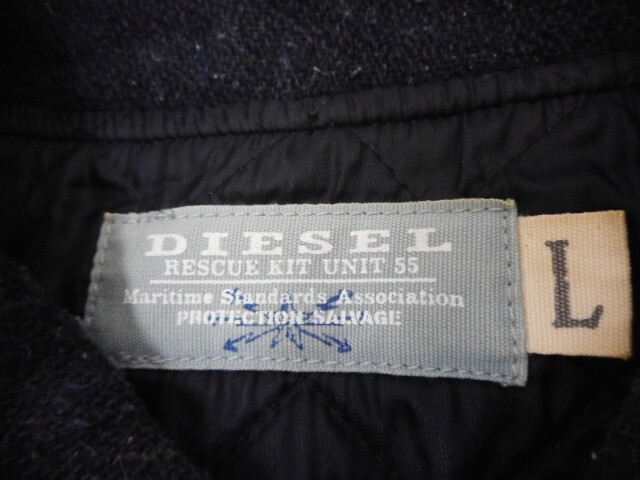 DIESEL
RESCUE KIT UNIT 55
Maritime Standards Association
PROTECTION SALVAGE
L